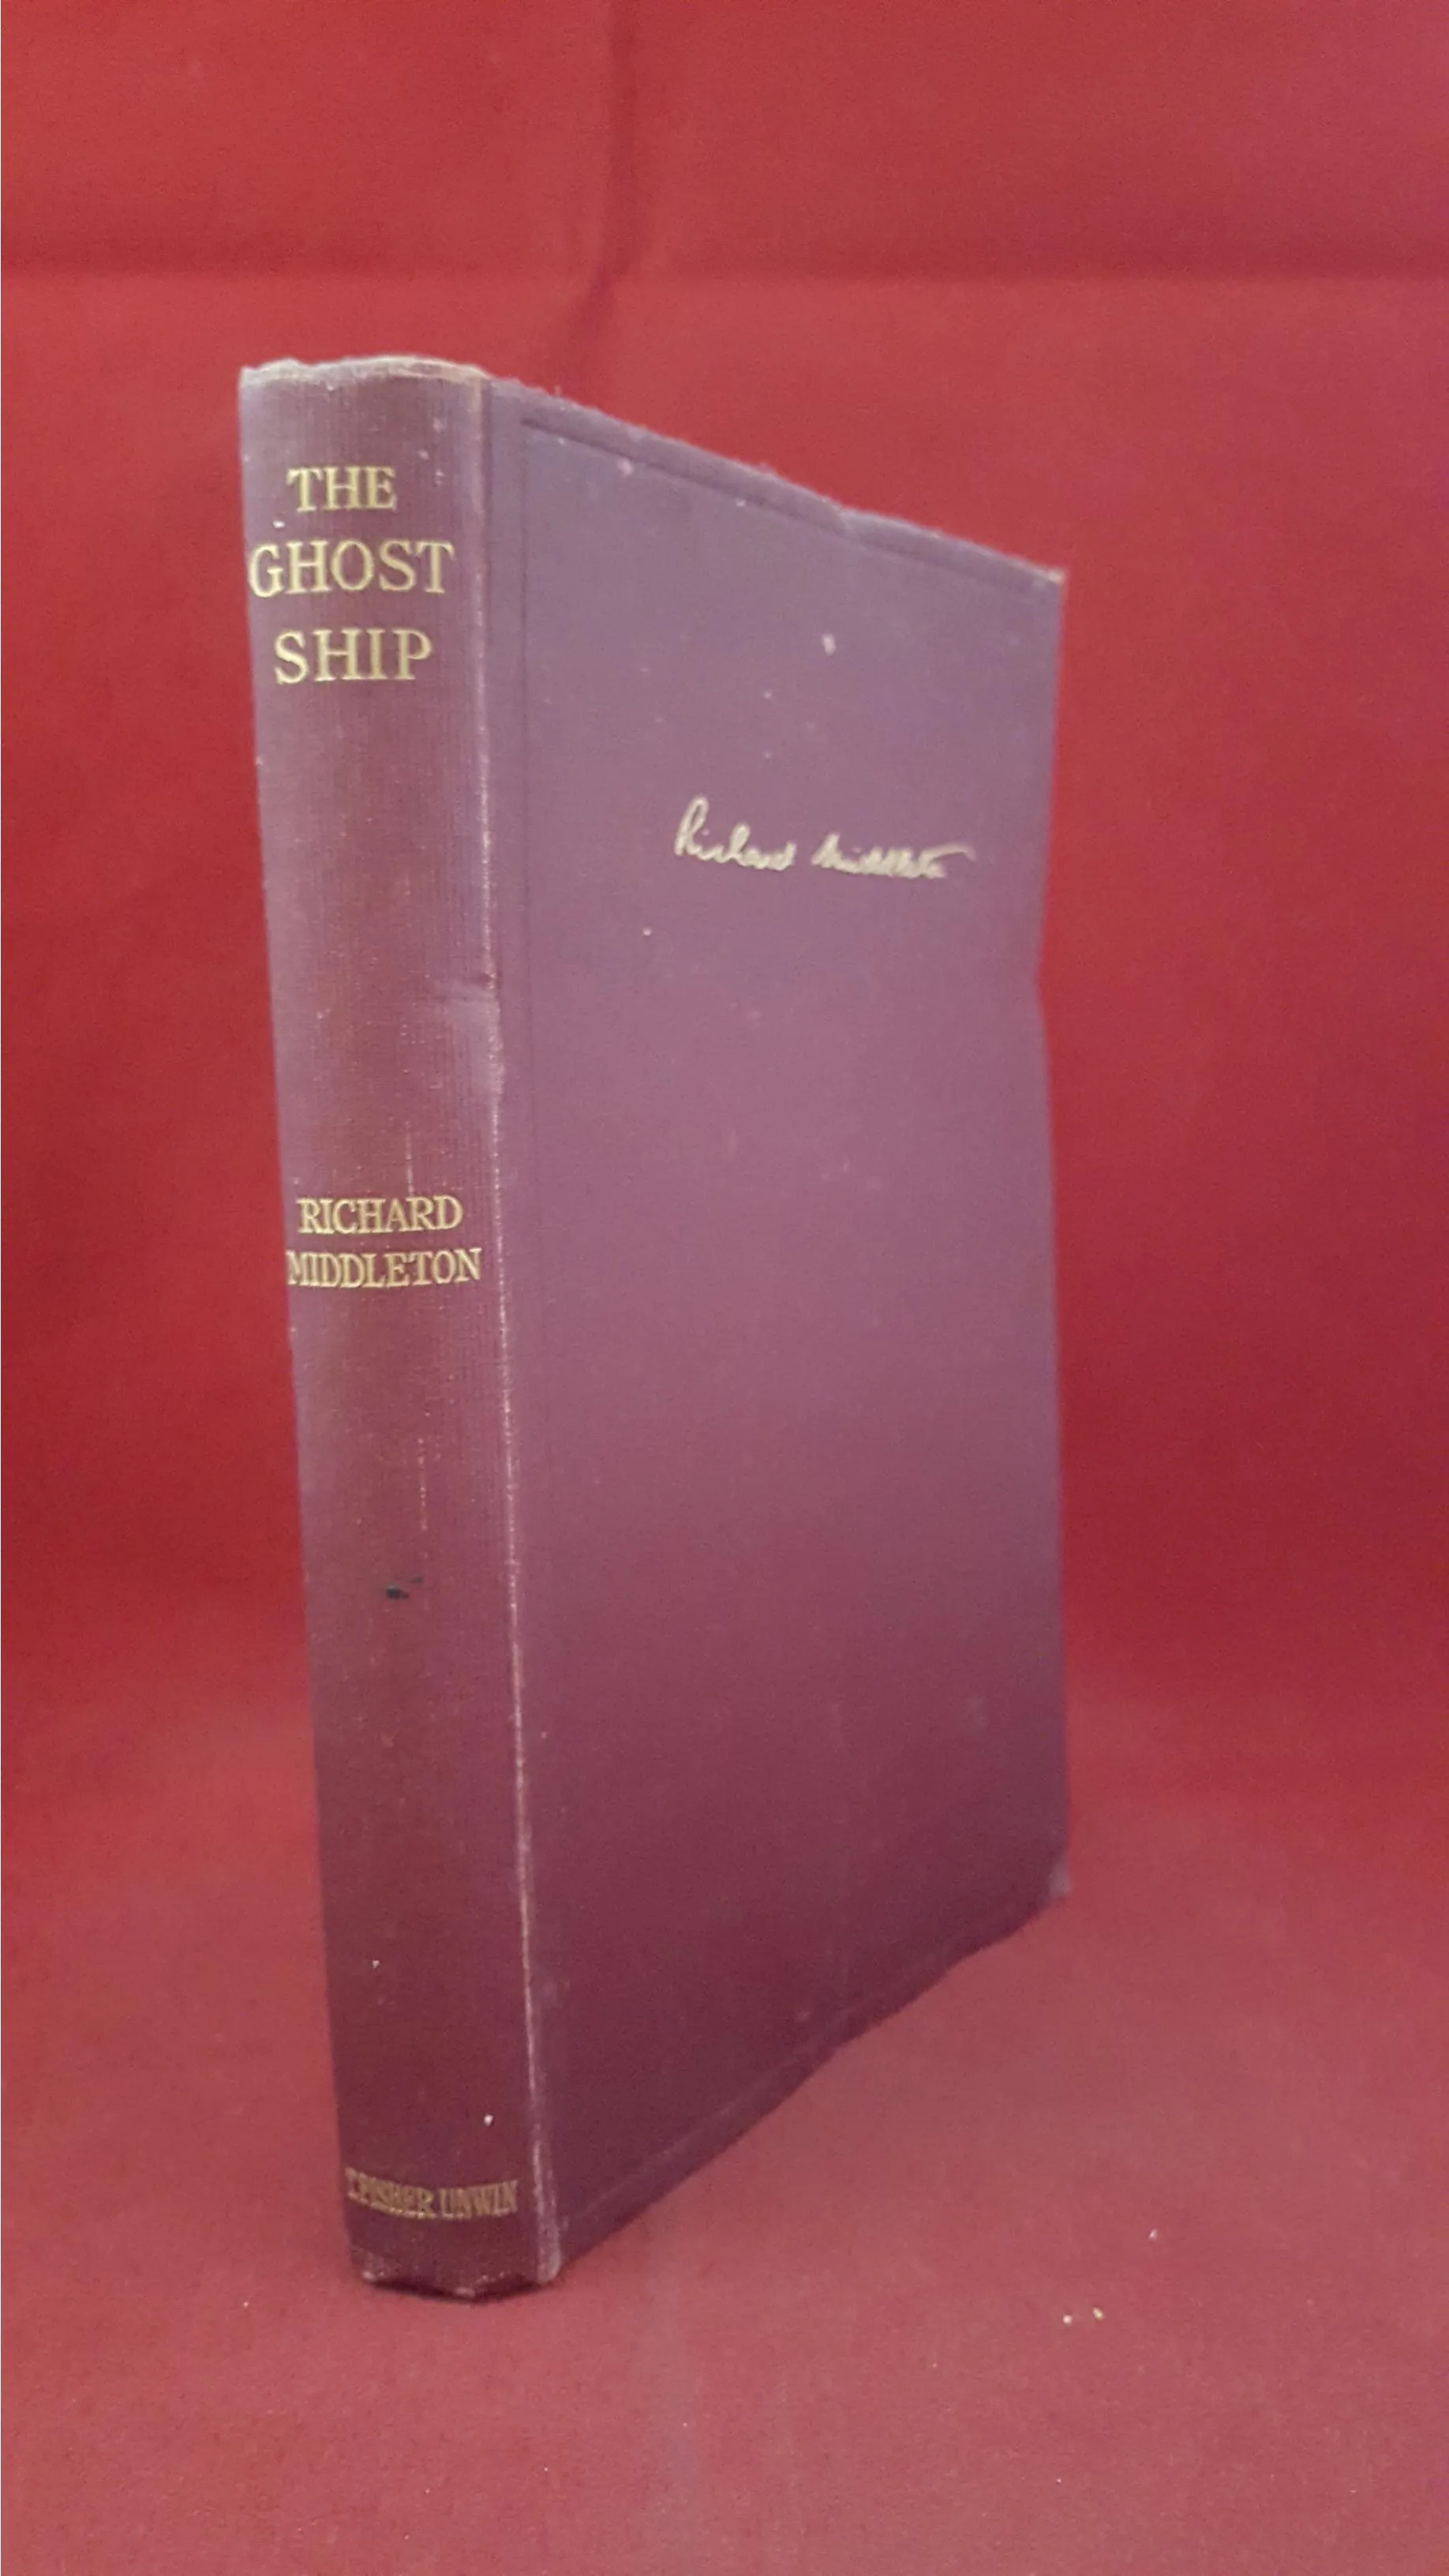 THE
GHOST
SHIP
RICHARD
MIDDLETON
T. FISHER UNWIN
Richard Middleton